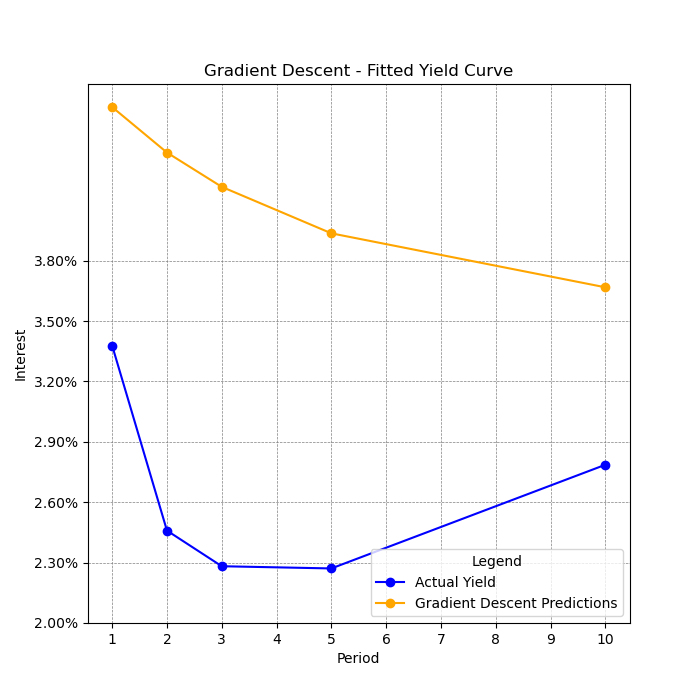 Gradient Descent - Fitted Yield Curve
3.80%
3.50%
3.20%
2.90%
2.60%
2.30%
2.00%
Interest
Legend
Actual Yield
Gradient Descent Predictions
1 2 3 4 5 6 7 8 9 10
Period